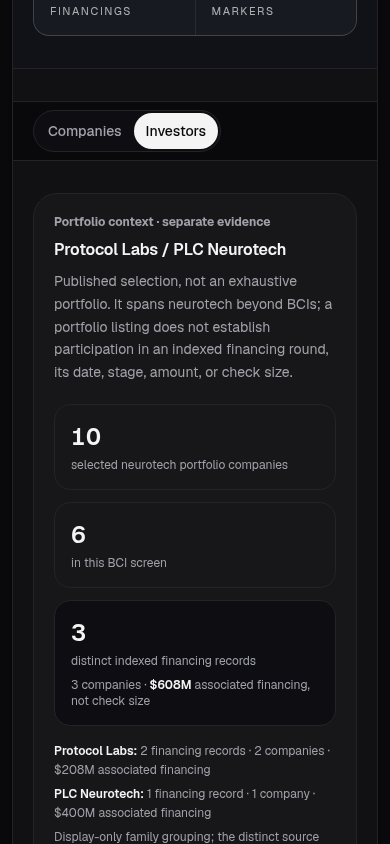 FINANCINGS
MARKERS
Companies
Investors
Portfolio context · separate evidence
Protocol Labs / PLC Neurotech
Published selection, not an exhaustive
portfolio. It spans neurotech beyond BCIs; a
portfolio listing does not establish
participation in an indexed financing round,
its date, stage, amount, or check size.
10
selected neurotech portfolio companies
6
in this BCI screen
3
distinct indexed financing records
3 companies · $608M associated financing,
not check size
Protocol Labs: 2 financing records · 2 companies ·
$208M associated financing
PLC Neurotech: 1 financing record · 1 company ·
$400M associated financing
Display-only family grouping; the distinct source